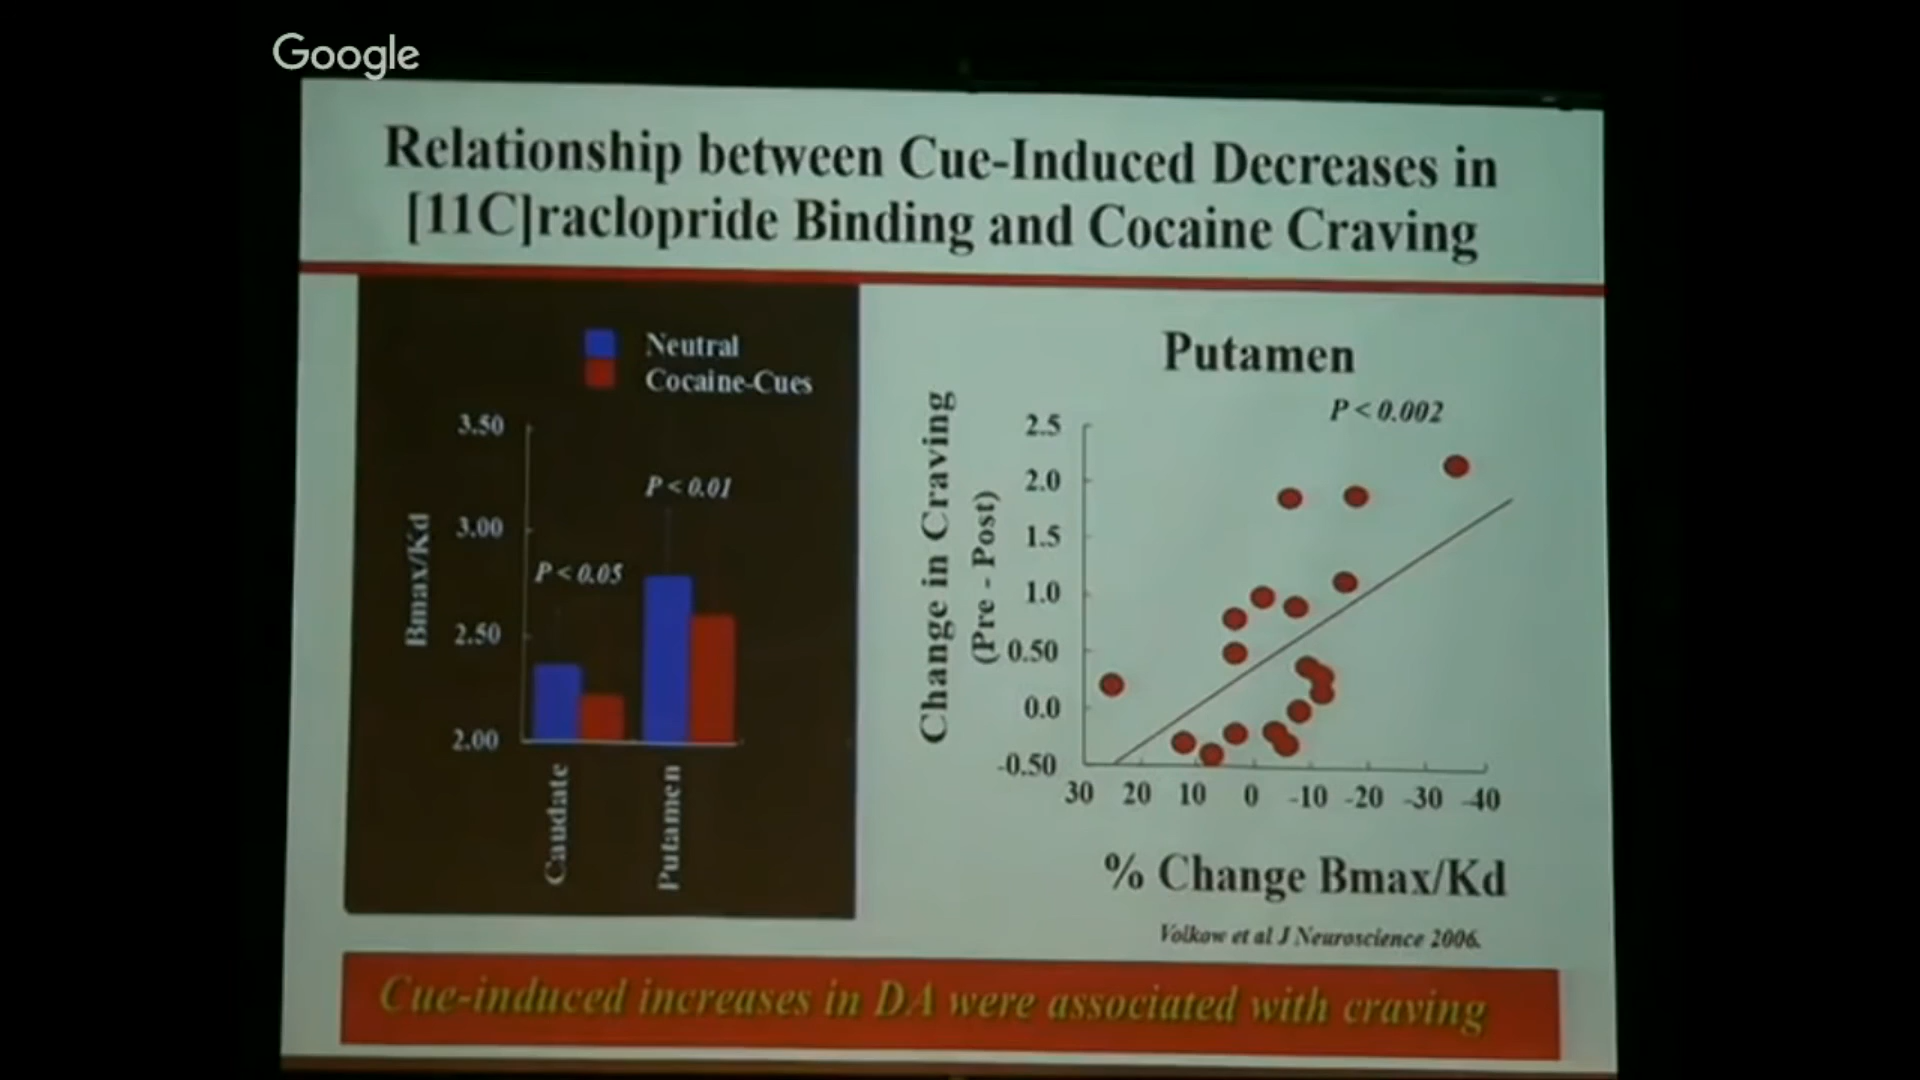 Google
Relationship between Cue-Induced Decreases in
[11C]raclopride Binding and Cocaine Craving
Neutral
Cocaine-Cues
Bmax/Kd
3.50
3.00
2.50
2.00
P < 0.01
P < 0.05
Caudate
Putamen
Putamen
P < 0.002
Change in Craving
(Pre - Post)
2.5
2.0
1.5
1.0
0.50
0.0
-0.50
30 20 10 0 -10 -20 -30 -40
% Change Bmax/Kd
Volkow et al J Neuroscience 2006.
Cue-induced increases in DA were associated with craving